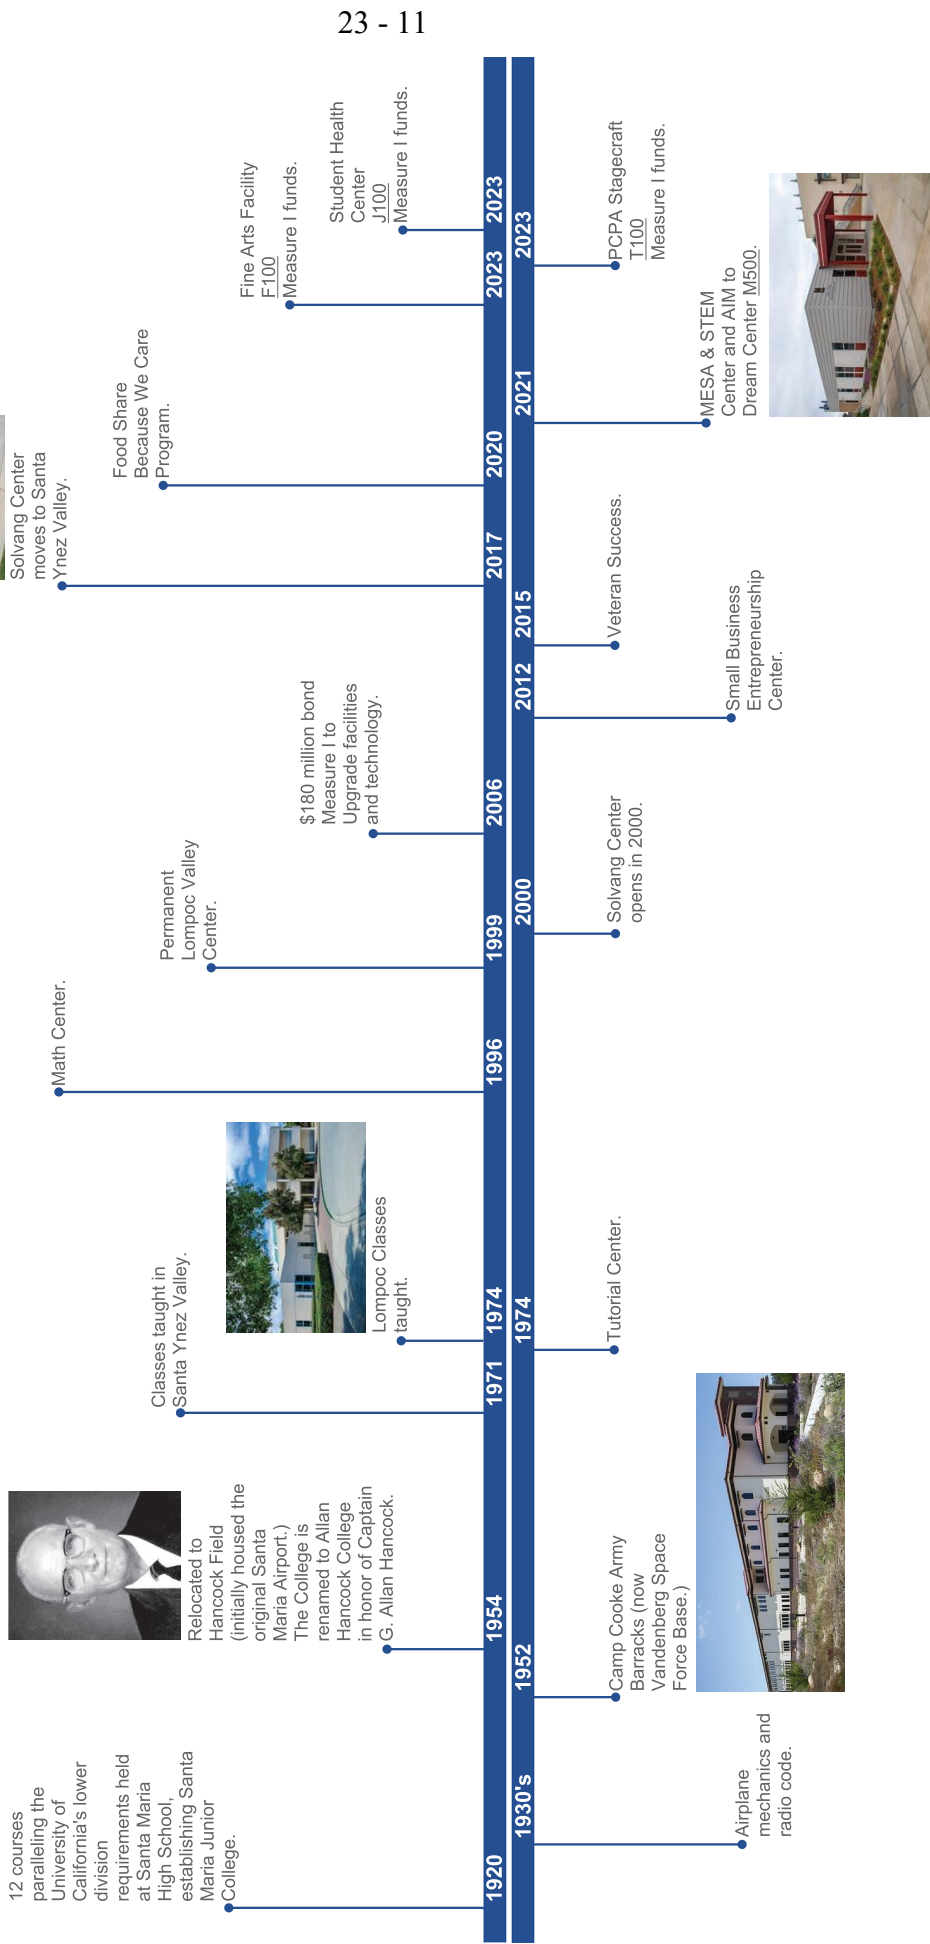 23 - 11
12 courses
paralleling the
University of
California's lower
division
requirements held
at Santa Maria
High School,
establishing Santa
Maria Junior
College.
1920
1930's
Airplane
mechanics and
radio code.
1952
Camp Cooke Army
Barracks (now
Vandenberg Space
Force Base.)
Relocated to
Hancock Field
(initially housed the
original Santa
Maria Airport.)
The College is
renamed to Allan
Hancock College
in honor of Captain
G. Allan Hancock.
1954
Classes taught in
Santa Ynez Valley.
1971
Lompoc Classes
taught.
1974
1974
Tutorial Center.
Math Center.
1996
Permanent
Lompoc Valley
Center.
1999
2000
Solvang Center
opens in 2000.
$180 million bond
Measure I to
Upgrade facilities
and technology.
2006
2012
Small Business
Entrepreneurship
Center.
2015
Veteran Success.
Solvang Center
moves to Santa
Ynez Valley.
2017
Food Share
Because We Care
Program.
2020
2021
MESA & STEM
Center and AIM to
Dream Center M500.
Fine Arts Facility
F100
Measure I funds.
2023
2023
PCPA Stagecraft
T100
Measure I funds.
Student Health
Center
J100
Measure I funds.
2023